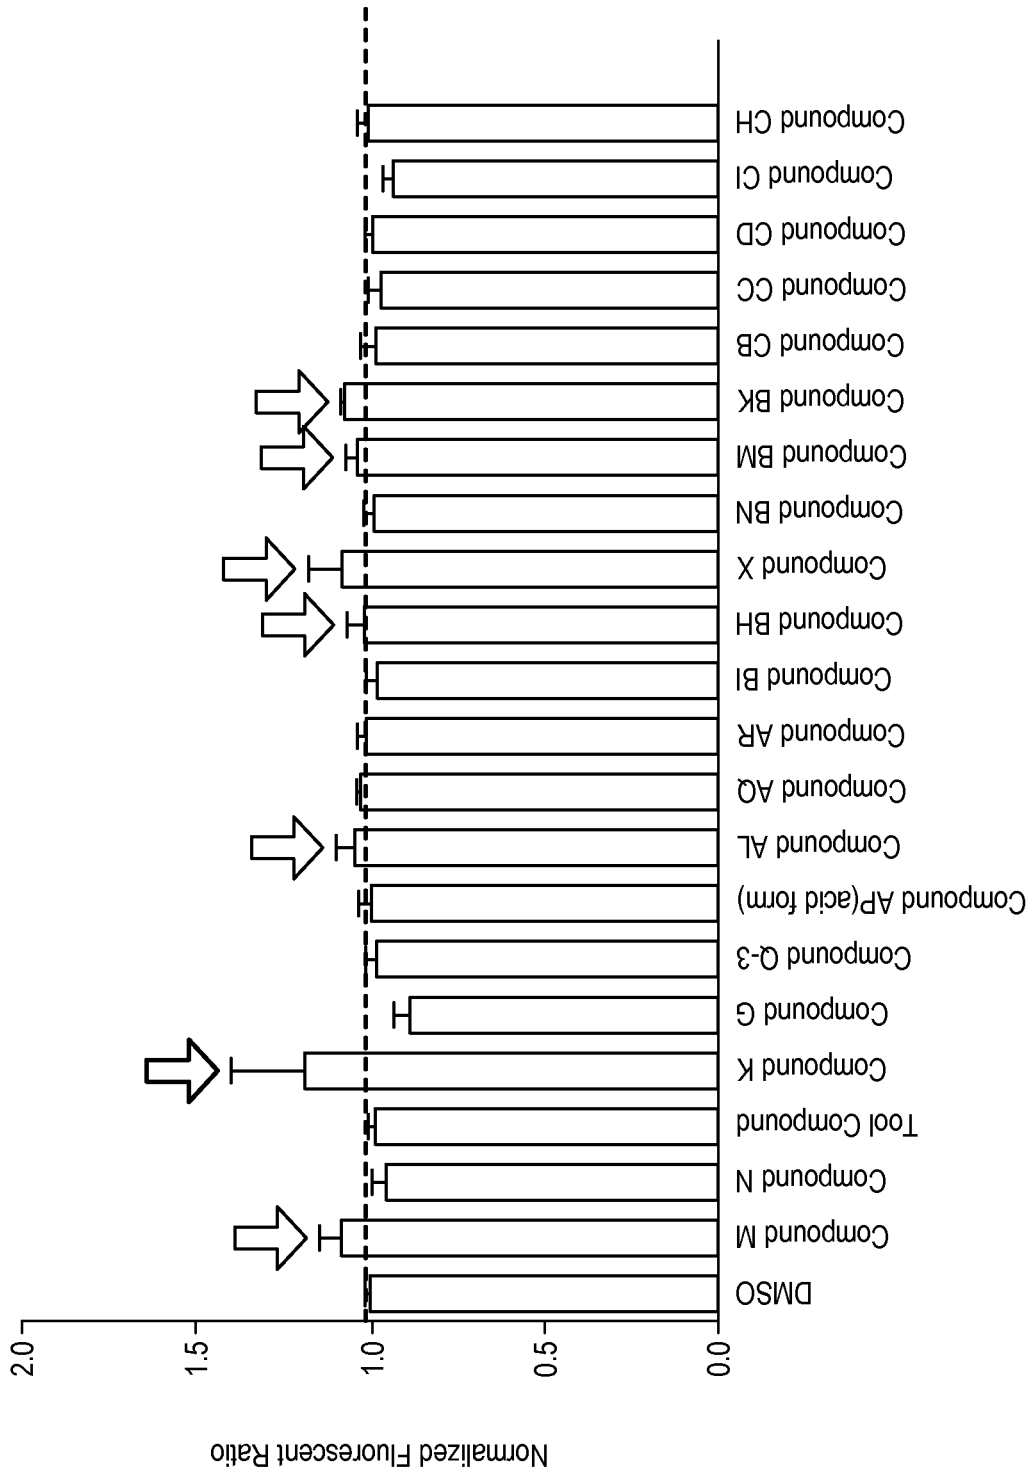 Normalized Fluorescent Ratio
2.0
1.5
1.0
0.5
0.0
DMSO
Compound M
Compound N
Tool Compound
Compound K
Compound G
Compound Q-3
Compound AP(acid form)
Compound AL
Compound AQ
Compound AR
Compound BI
Compound BH
Compound X
Compound BN
Compound BM
Compound BK
Compound CB
Compound CC
Compound CD
Compound CI
Compound CH